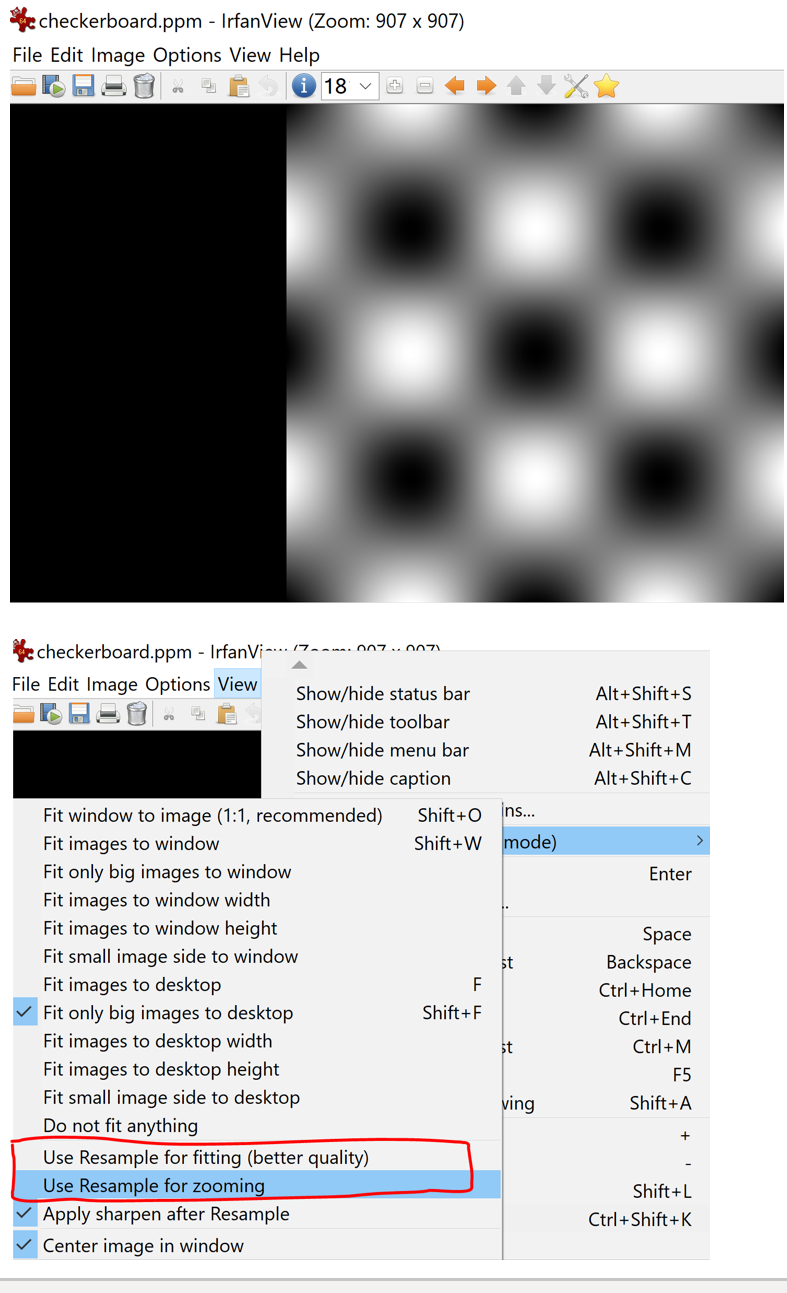 checkerboard.ppm - IrfanView (Zoom: 907 x 907)
File Edit Image Options View Help
18
checkerboard.ppm - IrfanView (Zoom: 907 x 907)
File Edit Image Options View
Show/hide status bar Alt+Shift+S
Show/hide toolbar Alt+Shift+T
Show/hide menu bar Alt+Shift+M
Show/hide caption Alt+Shift+C
Fit window to image (1:1, recommended) Shift+O
ins...
Fit images to window Shift+W
mode)
Fit only big images to window
Enter
Fit images to window width
..
Fit images to window height
Space
Fit small image side to window
st Backspace
Fit images to desktop F
Ctrl+Home
Fit only big images to desktop Shift+F
Ctrl+End
Fit images to desktop width
st Ctrl+M
Fit images to desktop height
F5
Fit small image side to desktop
wing Shift+A
Do not fit anything
+
Use Resample for fitting (better quality)
-
Use Resample for zooming
Shift+L
Apply sharpen after Resample
Ctrl+Shift+K
Center image in window